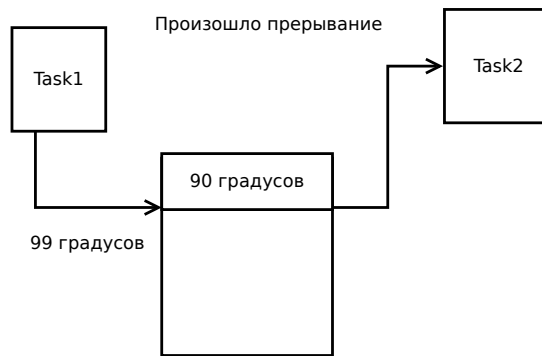 Произошло прерывание
Task1
Task2
90 градусов
99 градусов